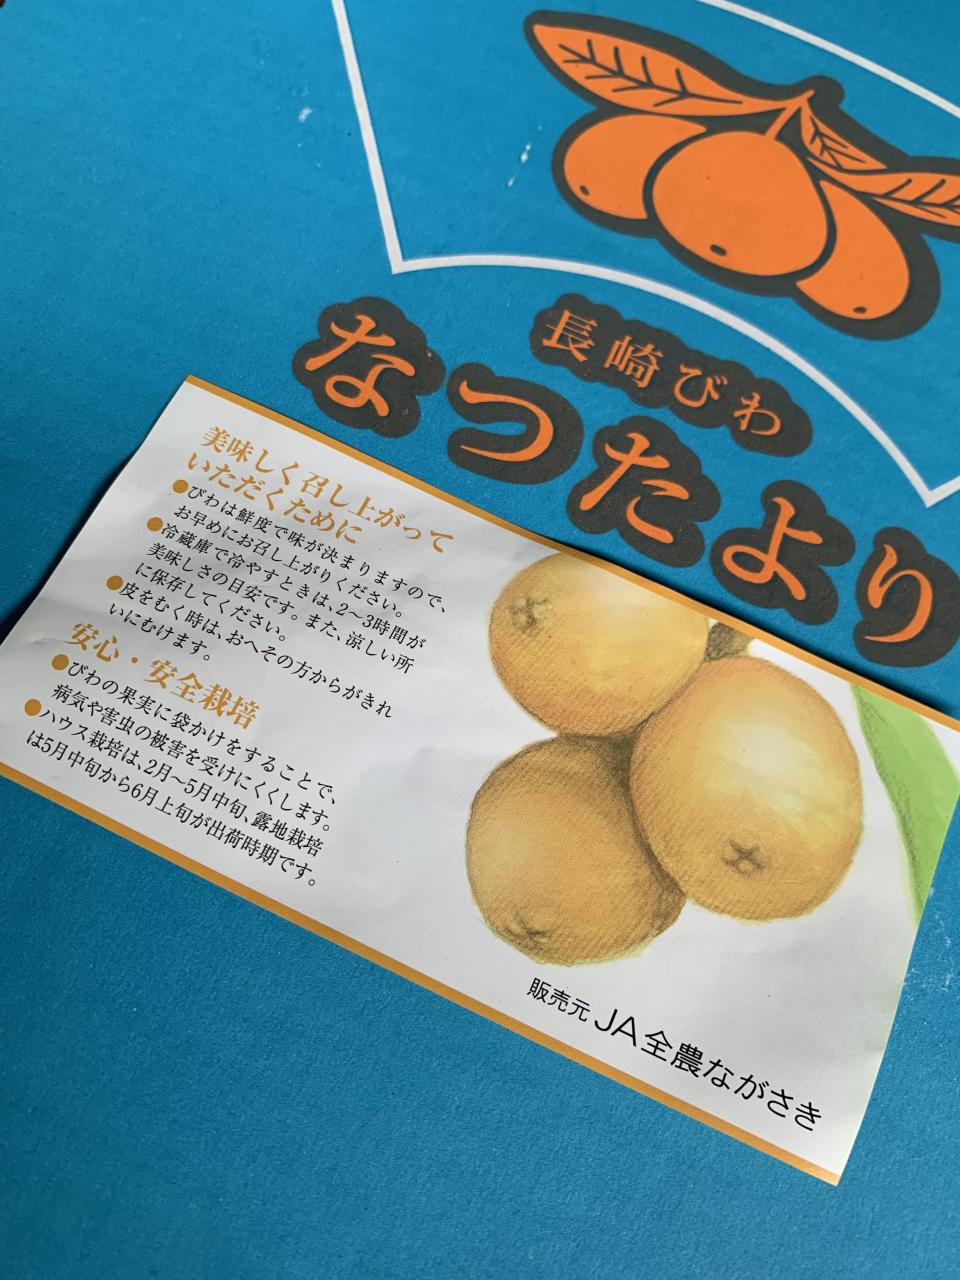 長崎びわ
なつたより
美味しく召し上がって
いただくために
●びわは鮮度で味が決まりますので、
お早めにお召し上がりください。
●冷蔵庫で冷やすときは、2〜3時間が
美味しさの目安です。また、涼しい所
に保存してください。
●皮をむく時は、おへその方からがきれ
いにむけます。
安心・安全栽培
●びわの果実に袋かけをすることで、
病気や害虫の被害を受けにくくします。
●ハウス栽培は、2月〜5月中旬、露地栽培
は5月中旬から6月上旬が出荷時期です。
販売元 JA全農ながさき